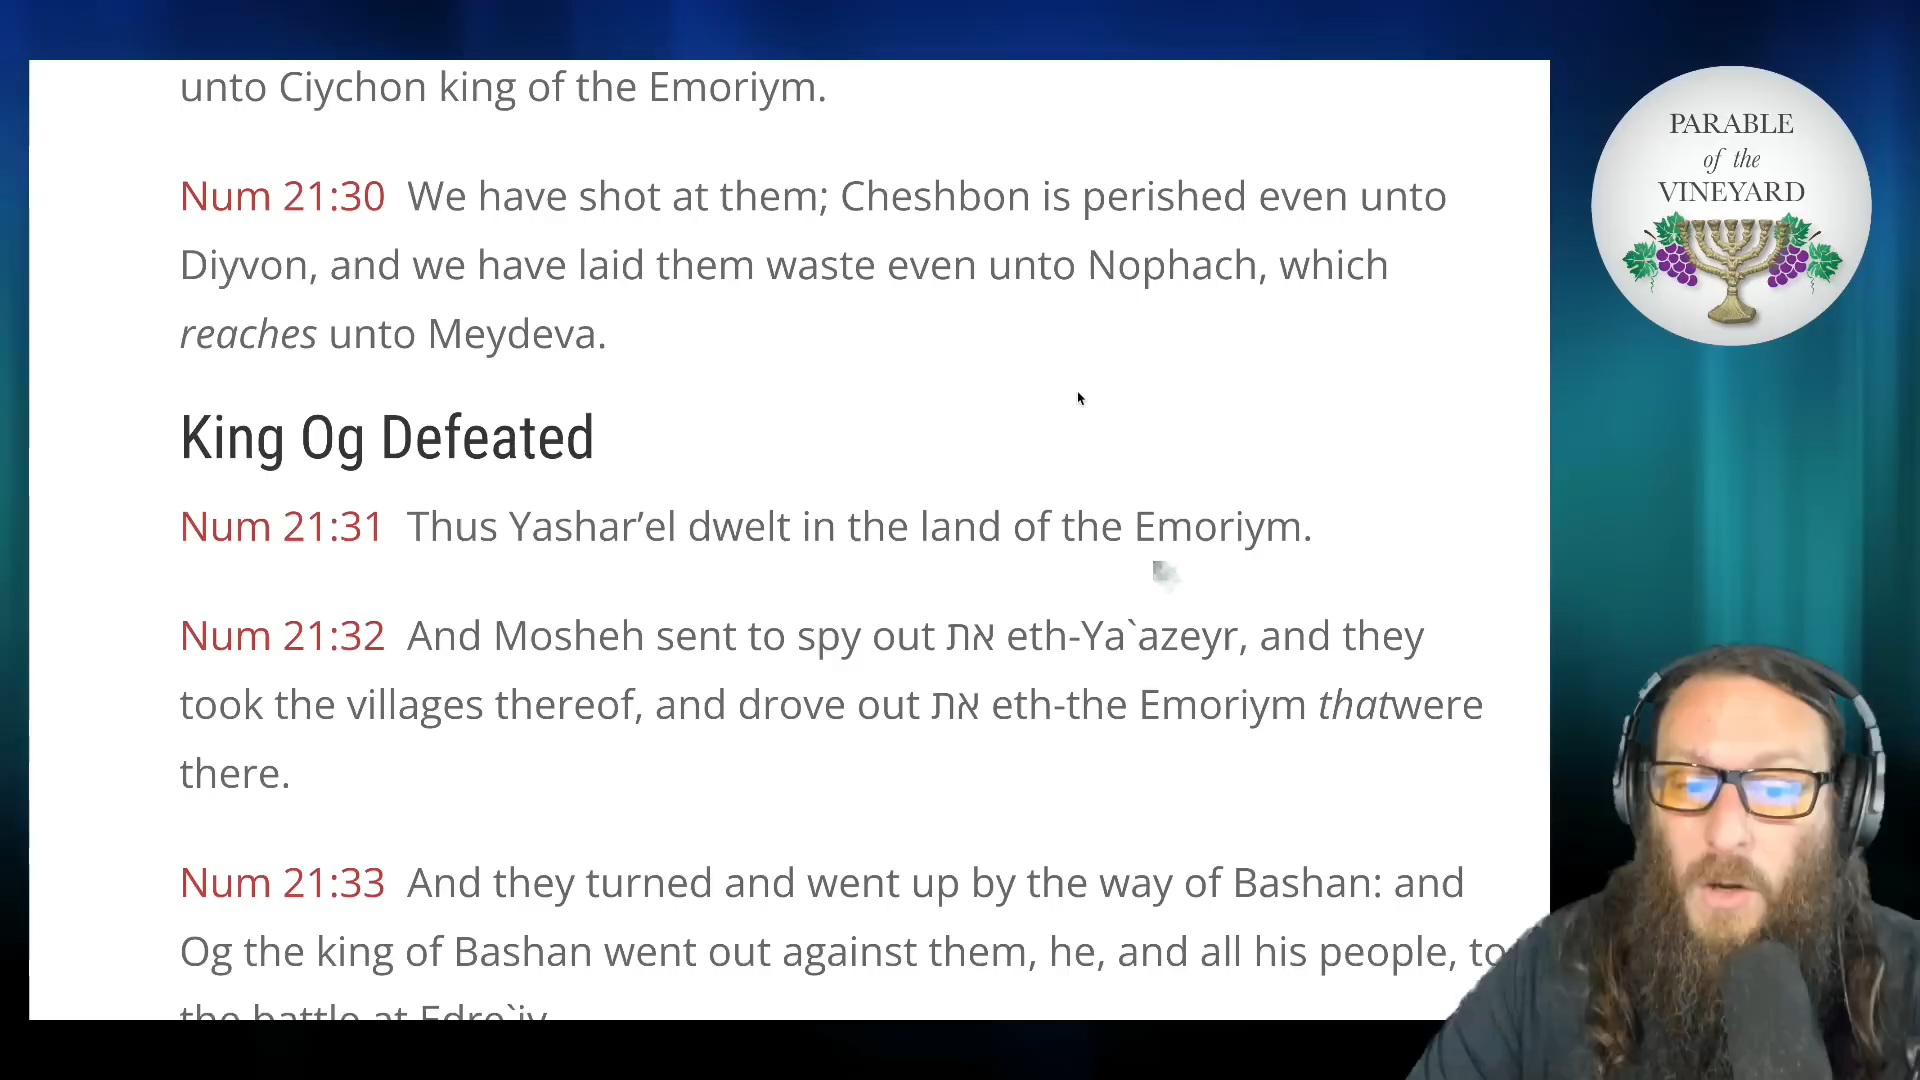 unto Ciychon king of the Emoriym.
Num 21:30 We have shot at them; Cheshbon is perished even unto
Diyvon, and we have laid them waste even unto Nophach, which
reaches unto Meydeva.
King Og Defeated
Num 21:31 Thus Yashar’el dwelt in the land of the Emoriym.
Num 21:32 And Mosheh sent to spy out את eth-Ya`azeyr, and they
took the villages thereof, and drove out את eth-the Emoriym thatwere
there.
Num 21:33 And they turned and went up by the way of Bashan: and
Og the king of Bashan went out against them, he, and all his people, to
the battle at Edre`iy
PARABLE
of the
VINEYARD